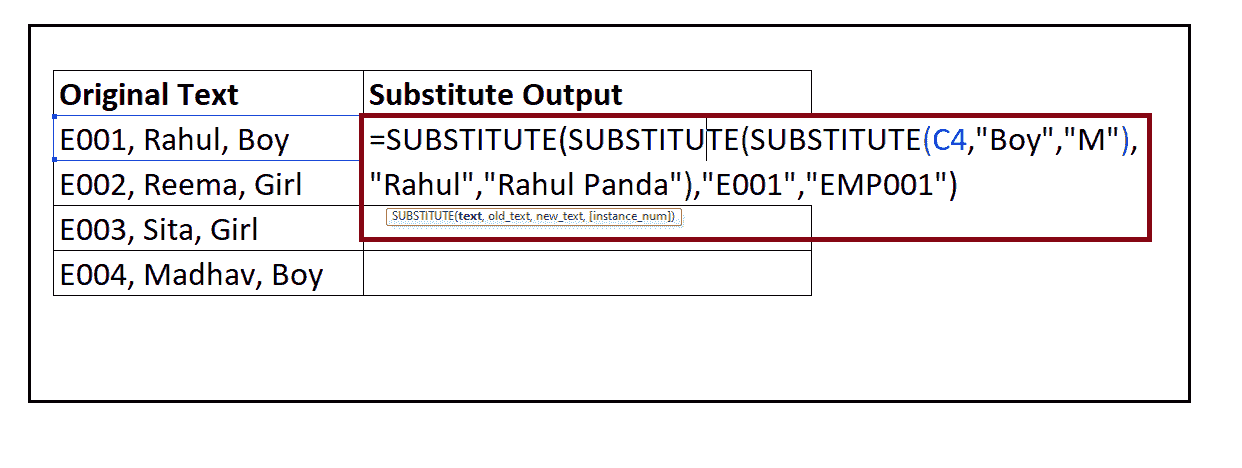 Original Text Substitute Output
E001, Rahul, Boy =SUBSTITUTE(SUBSTITUTE(SUBSTITUTE(C4,"Boy","M"),
E002, Reema, Girl "Rahul","Rahul Panda"),"E001","EMP001")
SUBSTITUTE(text, old_text, new_text, [instance_num])
E003, Sita, Girl
E004, Madhav, Boy